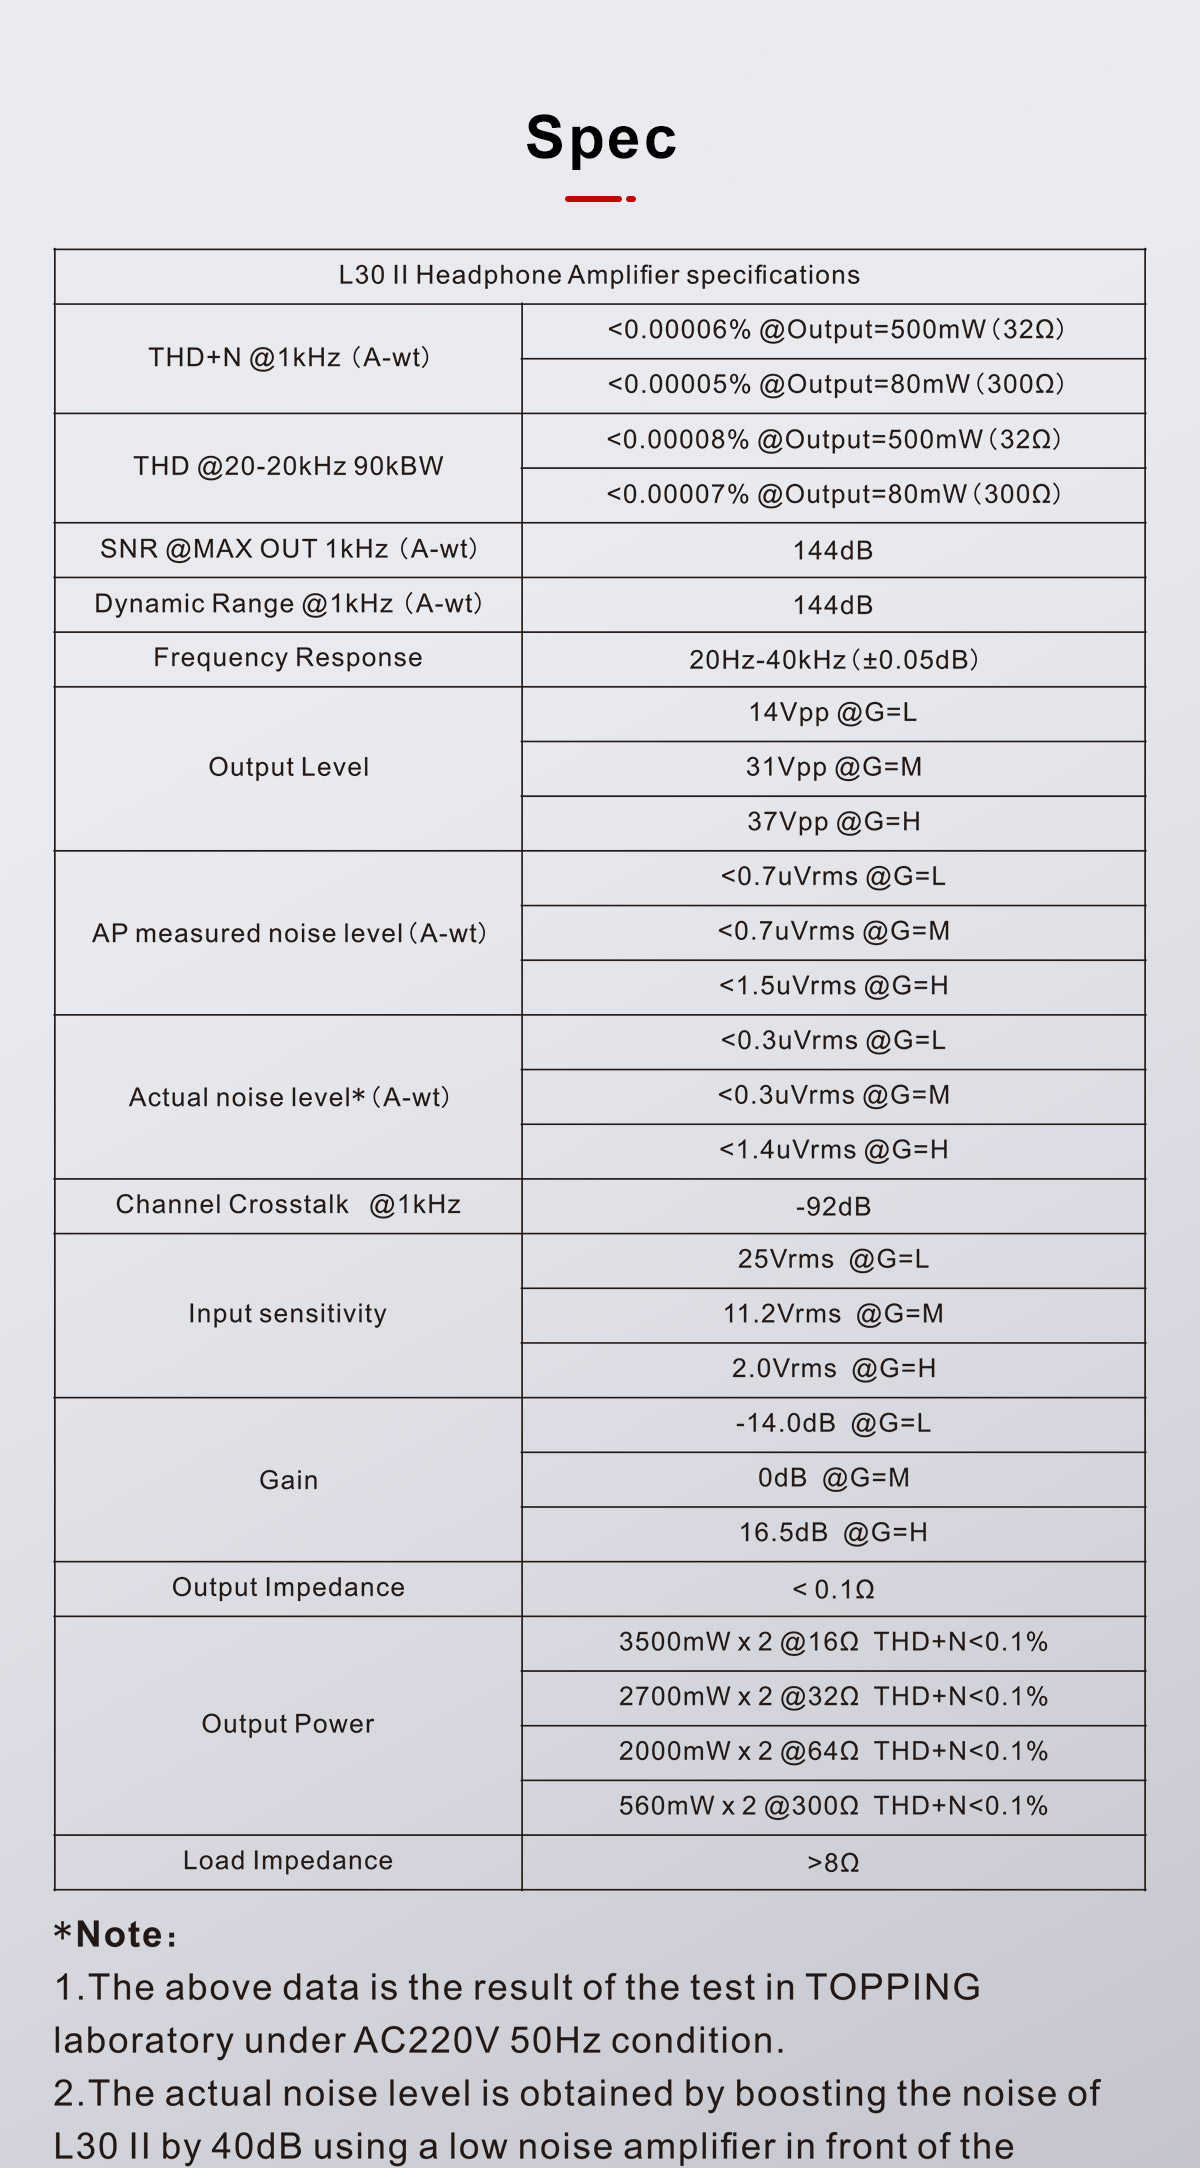 Spec
L30 II Headphone Amplifier specifications
THD+N @1kHz (A-wt)
<0.00006% @Output=500mW (32Ω)
<0.00005% @Output=80mW (300Ω)
THD @20-20kHz 90kBW
<0.00008% @Output=500mW (32Ω)
<0.00007% @Output=80mW (300Ω)
SNR @MAX OUT 1kHz (A-wt)
144dB
Dynamic Range @1kHz (A-wt)
144dB
Frequency Response
20Hz-40kHz (±0.05dB)
Output Level
14Vpp @G=L
31Vpp @G=M
37Vpp @G=H
AP measured noise level (A-wt)
<0.7uVrms @G=L
<0.7uVrms @G=M
<1.5uVrms @G=H
Actual noise level* (A-wt)
<0.3uVrms @G=L
<0.3uVrms @G=M
<1.4uVrms @G=H
Channel Crosstalk @1kHz
-92dB
Input sensitivity
25Vrms @G=L
11.2Vrms @G=M
2.0Vrms @G=H
Gain
-14.0dB @G=L
0dB @G=M
16.5dB @G=H
Output Impedance
< 0.1Ω
Output Power
3500mW x 2 @16Ω THD+N<0.1%
2700mW x 2 @32Ω THD+N<0.1%
2000mW x 2 @64Ω THD+N<0.1%
560mW x 2 @300Ω THD+N<0.1%
Load Impedance
>8Ω
*Note:
1.The above data is the result of the test in TOPPING
laboratory under AC220V 50Hz condition.
2.The actual noise level is obtained by boosting the noise of
L30 II by 40dB using a low noise amplifier in front of the